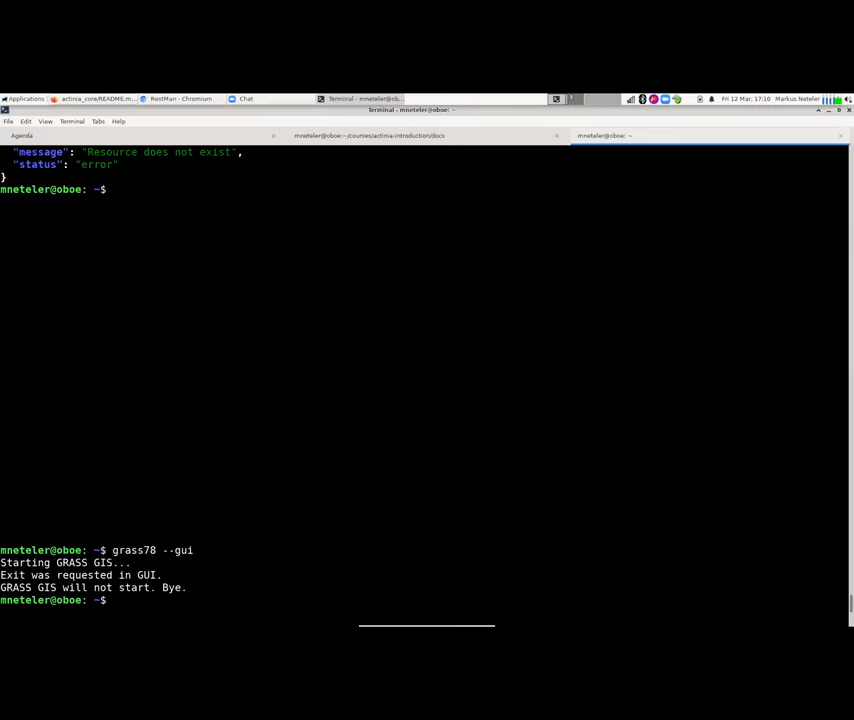 Applications
actinia_core/README.m...
RestMan - Chromium
Chat
Terminal - mneteler@ob...
Fri 12 Mar, 17:10
Markus Neteler
Terminal - mneteler@oboe: ~
File Edit View Terminal Tabs Help
Agenda
mneteler@oboe:~/courses/actinia-introduction/docs
mneteler@oboe: ~
"message": "Resource does not exist",
"status": "error"
}
mneteler@oboe: ~$
mneteler@oboe: ~$ grass78 --gui
Starting GRASS GIS...
Exit was requested in GUI.
GRASS GIS will not start. Bye.
mneteler@oboe: ~$